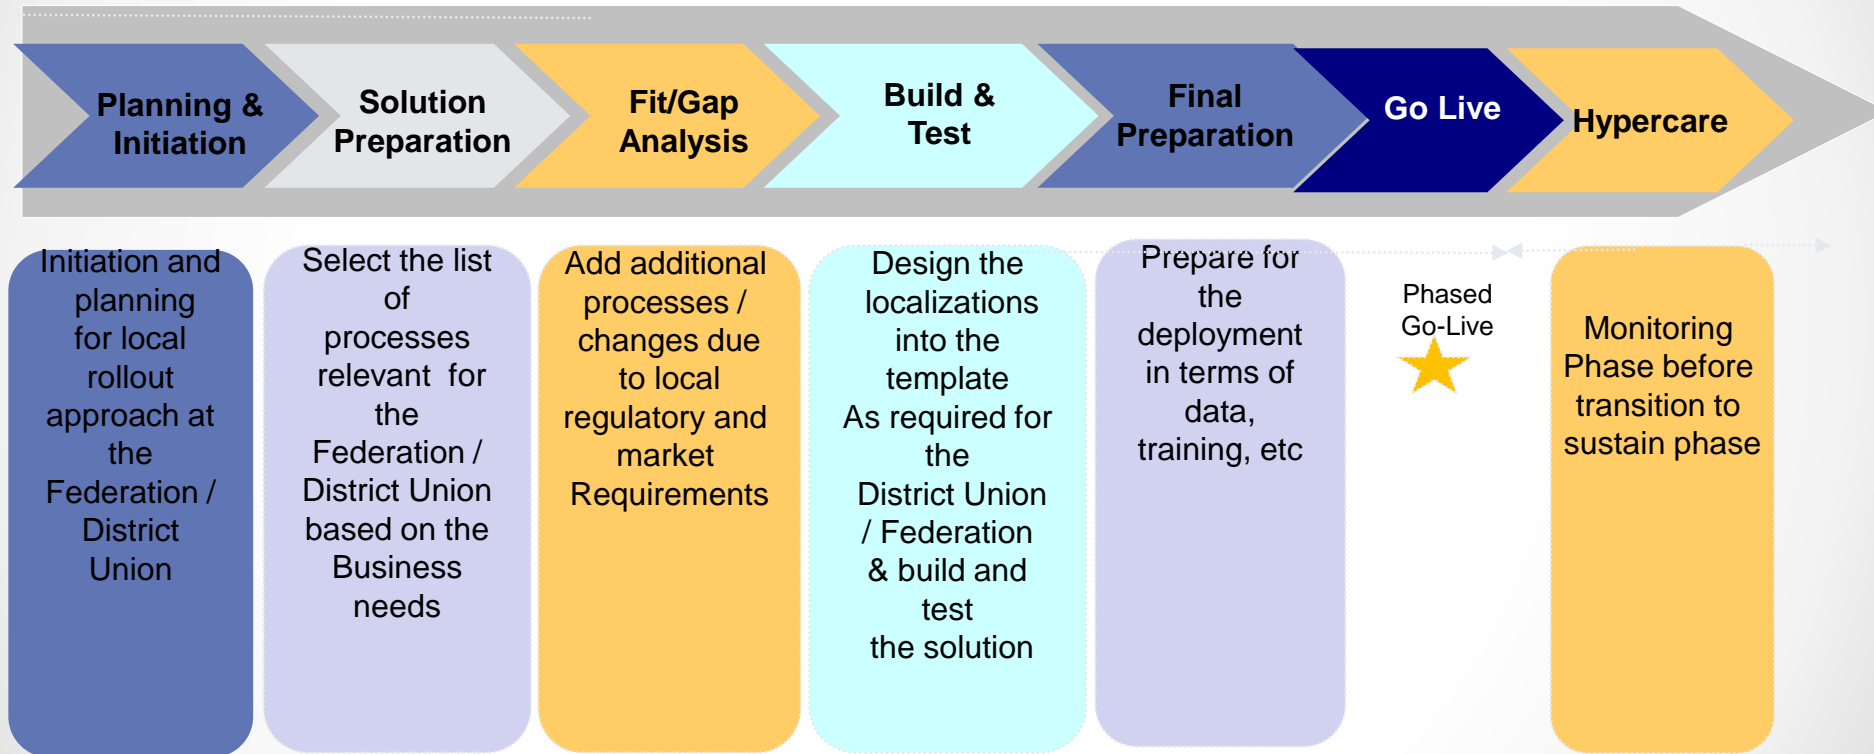 Planning &
Initiation
Solution
Preparation
Fit/Gap
Analysis
Build &
Test
Final
Preparation
Go Live
Hypercare
Initiation and
planning
for local
rollout
approach at
the
Federation /
District
Union
Select the list
of
processes
relevant for
the
Federation /
District Union
based on the
Business
needs
Add additional
processes /
changes due
to local
regulatory and
market
Requirements
Design the
localizations
into the
template
As required for
the
District Union
/ Federation
& build and
test
the solution
Prepare for
the
deployment
in terms of
data,
training, etc
Phased
Go-Live
Monitoring
Phase before
transition to
sustain phase